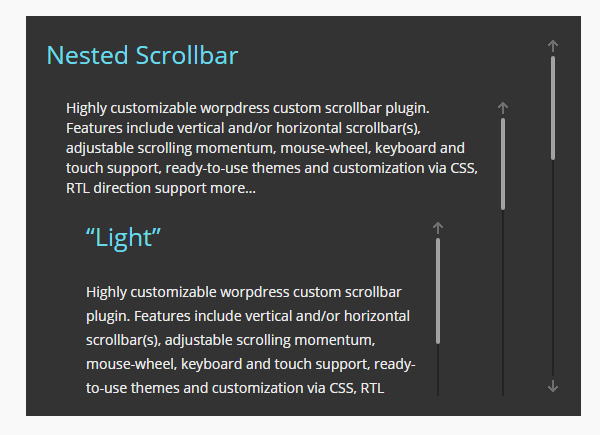 Nested Scrollbar
Highly customizable worpdress custom scrollbar plugin.
Features include vertical and/or horizontal scrollbar(s),
adjustable scrolling momentum, mouse-wheel, keyboard and
touch support, ready-to-use themes and customization via CSS,
RTL direction support more...
“Light”
Highly customizable worpdress custom scrollbar
plugin. Features include vertical and/or horizontal
scrollbar(s), adjustable scrolling momentum,
mouse-wheel, keyboard and touch support, ready-
to-use themes and customization via CSS, RTL